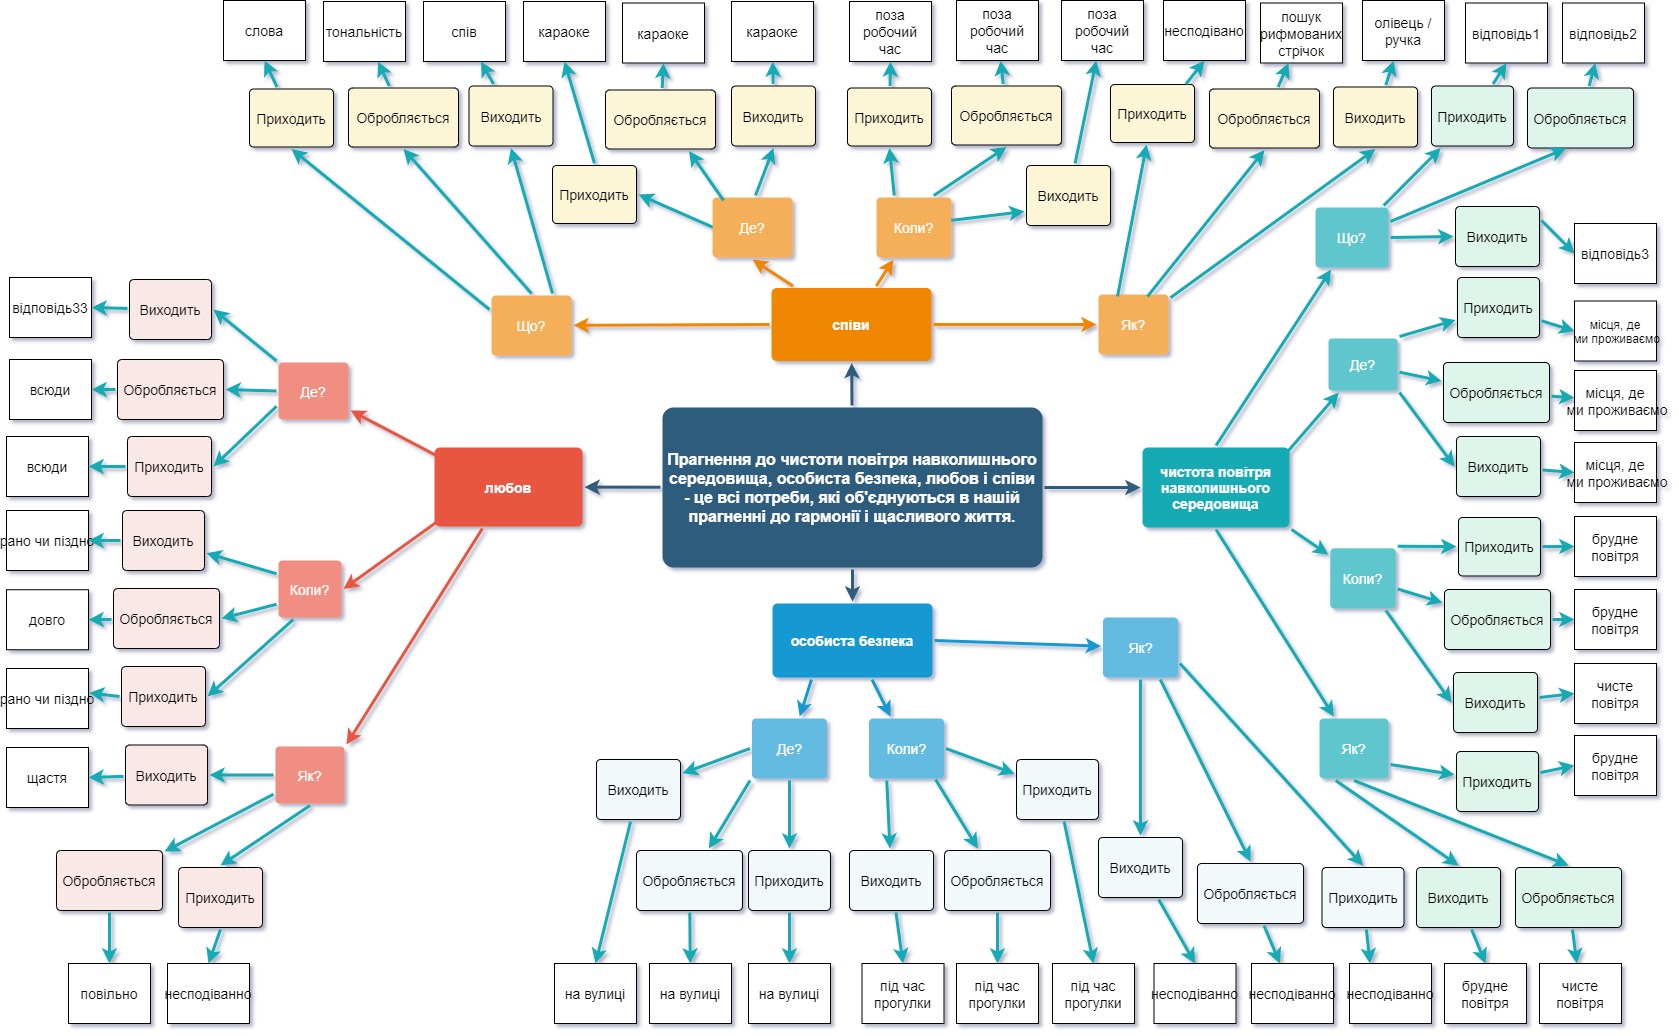 слова
тональність
спів
караоке
караоке
караоке
поза
робочий
час
поза
робочий
час
поза
робочий
час
несподівано
пошук
рифмованих
стрічок
олівець /
ручка
відповідь1
відповідь2
Приходить
Обробляється
Виходить
Обробляється
Виходить
Приходить
Обробляється
Приходить
Обробляється
Виходить
Приходить
Обробляється
Приходить
Виходить
Де?
Коли?
Що?
Виходить
відповідь3
Що?
співи
Як?
Приходить
місця, де
ми проживаємо
відповідь33
Виходить
Де?
Обробляється
місця, де
ми проживаємо
всюди
Обробляється
Де?
Виходить
місця, де
ми проживаємо
всюди
Приходить
любов
Прагнення до чистоти повітря навколишнього
середовища, особиста безпека, любов і співи
- це всі потреби, які об'єднуються в нашій
прагненні до гармонії і щасливого життя.
чистота повітря
навколишнього
середовища
рано чи піздно
Виходить
Коли?
Приходить
брудне
повітря
довго
Обробляється
Коли?
Обробляється
брудне
повітря
рано чи піздно
Приходить
особиста безпека
Як?
Виходить
чисте
повітря
щастя
Виходить
Як?
Де?
Коли?
Як?
Приходить
брудне
повітря
Виходить
Приходить
Обробляється
Приходить
Обробляється
Приходить
Виходить
Обробляється
Виходить
Обробляється
Приходить
Виходить
Обробляється
повільно
несподіванно
на вулиці
на вулиці
на вулиці
під час
прогулки
під час
прогулки
під час
прогулки
несподіванно
несподіванно
несподіванно
брудне
повітря
чисте
повітря